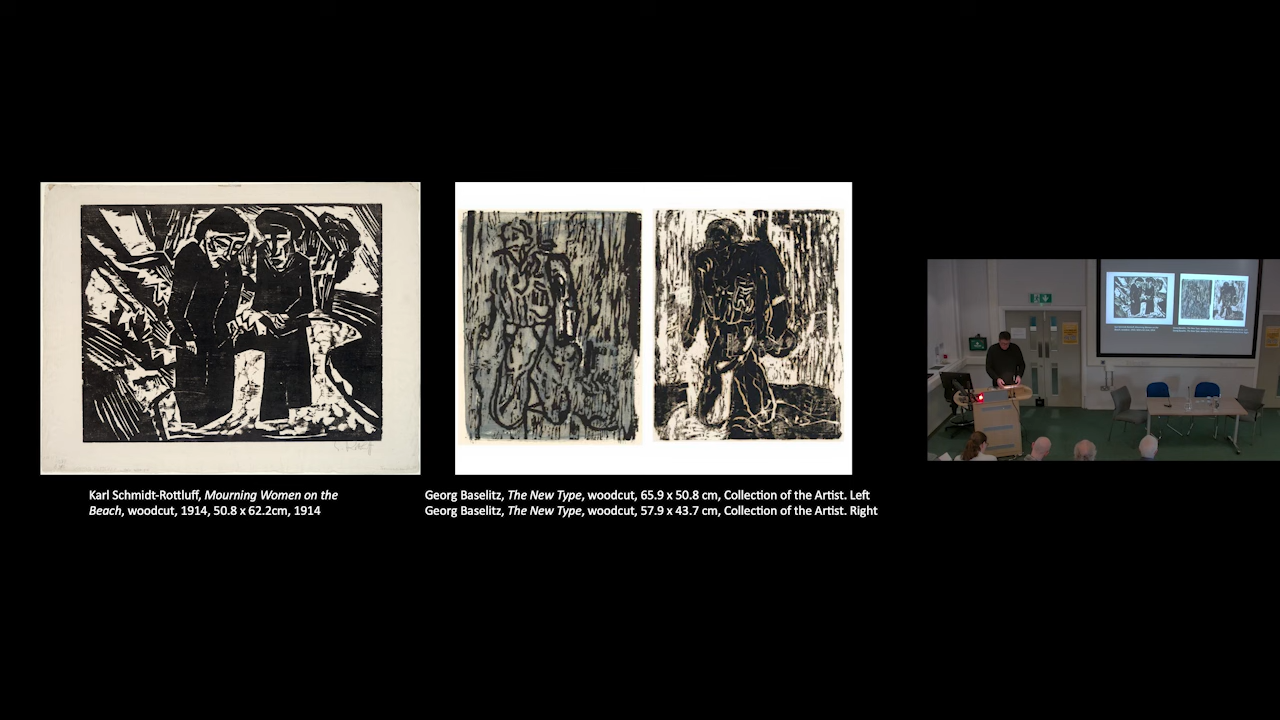 Karl Schmidt-Rottluff, Mourning Women on the
Beach, woodcut, 1914, 50.8 x 62.2cm, 1914
Georg Baselitz, The New Type, woodcut, 65.9 x 50.8 cm, Collection of the Artist. Left
Georg Baselitz, The New Type, woodcut, 57.9 x 43.7 cm, Collection of the Artist. Right